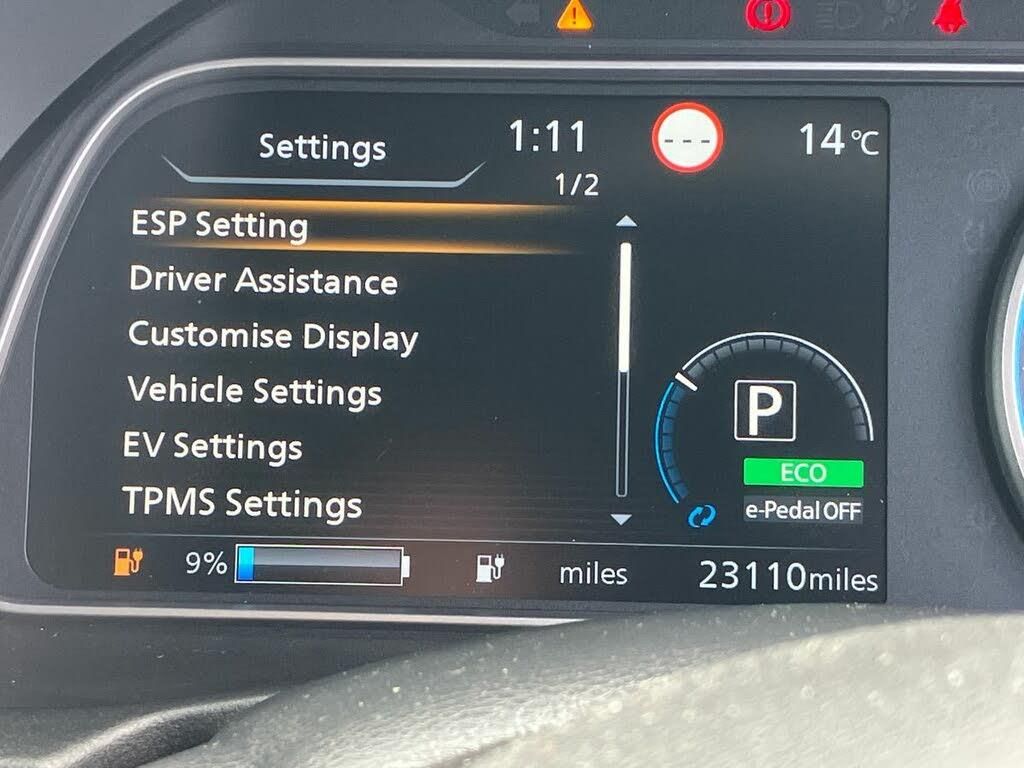 Settings
1:11
---
14°C
1/2
ESP Setting
Driver Assistance
Customise Display
Vehicle Settings
EV Settings
TPMS Settings
P
ECO
e-Pedal OFF
9%
miles
23110miles